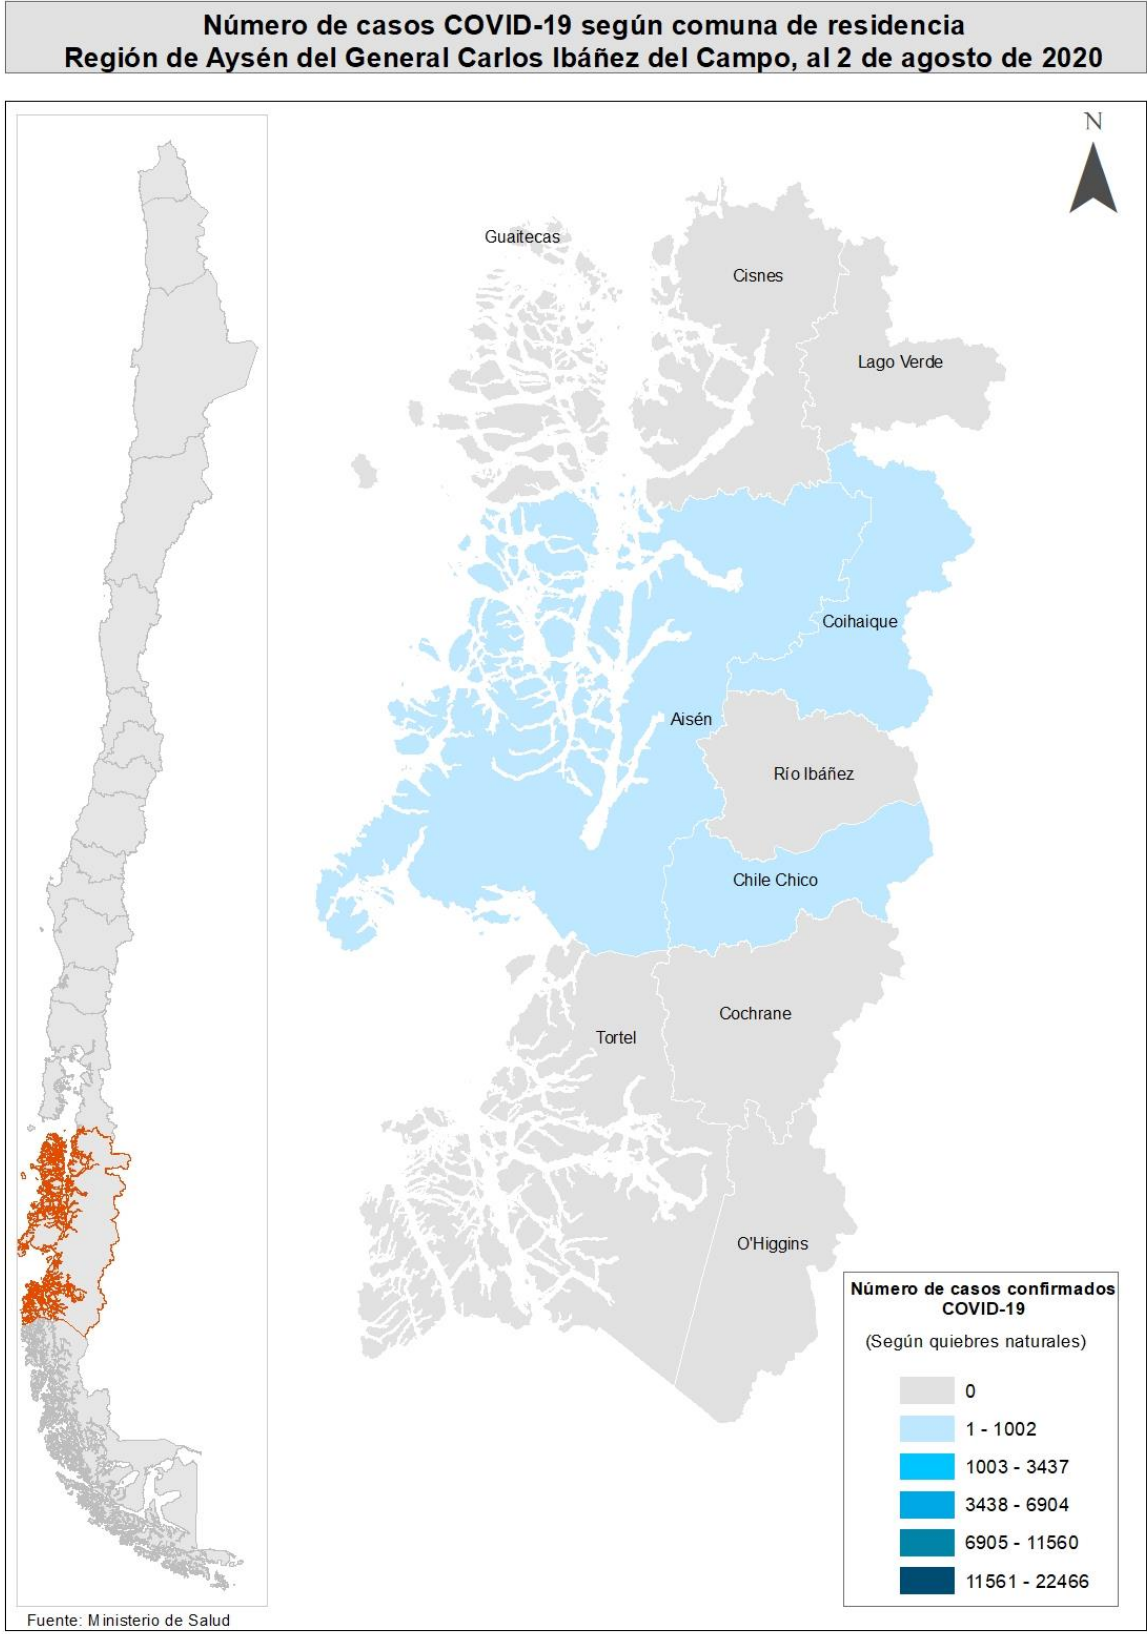 Número de casos COVID-19 según comuna de residencia
Región de Aysén del General Carlos Ibáñez del Campo, al 2 de agosto de 2020
N
Guaitecas
Cisnes
Lago Verde
Coihaique
Aisén
Río Ibáñez
Chile Chico
Cochrane
Tortel
O'Higgins
Número de casos confirmados
COVID-19
(Según quiebres naturales)
0
1 - 1002
1003 - 3437
3438 - 6904
6905 - 11560
11561 - 22466
Fuente: Ministerio de Salud